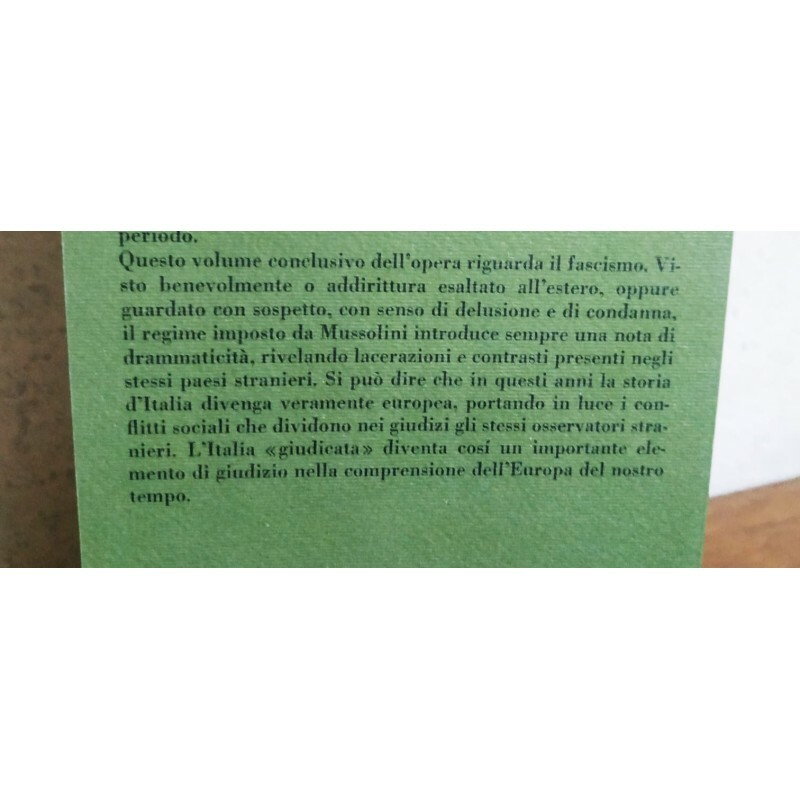 periodo.
Questo volume conclusivo dell'opera riguarda il fascismo. Vi-
sto benevolmente o addirittura esaltato all'estero, oppure
guardato con sospetto, con senso di delusione e di condanna,
il regime imposto da Mussolini introduce sempre una nota di
drammaticità, rivelando lacerazioni e contrasti presenti negli
stessi paesi stranieri. Si può dire che in questi anni la storia
d'Italia divenga veramente europea, portando in luce i con-
flitti sociali che dividono nei giudizi gli stessi osservatori stra-
nieri. L'Italia «giudicata» diventa cosí un importante ele-
mento di giudizio nella comprensione dell'Europa del nostro
tempo.